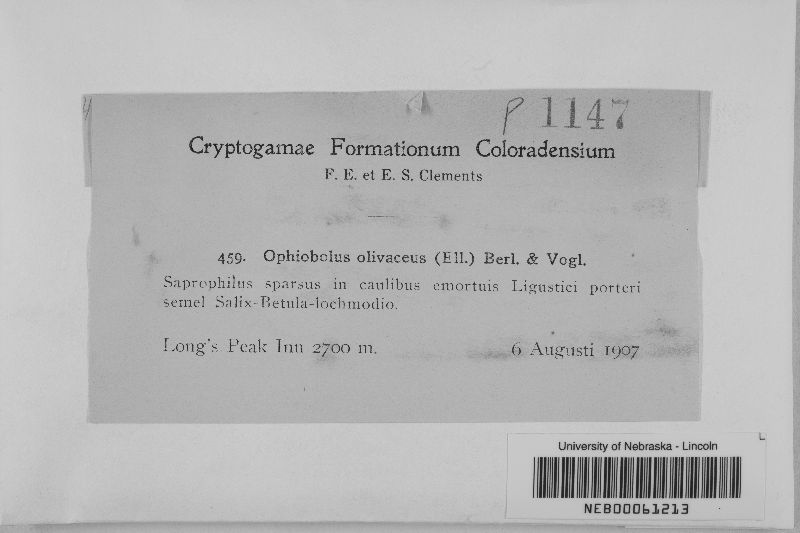 P 1147
Cryptogamae Formationum Coloradensium
F. E. et E. S. Clements
459. Ophiobolus olivaceus (Ell.) Berl. & Vogl.
Saprophilus sparsus in caulibus emortuis Ligustici porteri
semel Salix-Betula-lochmodio.
Long's Peak Inn 2700 m. 6 Augusti 1907
University of Nebraska - Lincoln
NEB00061213